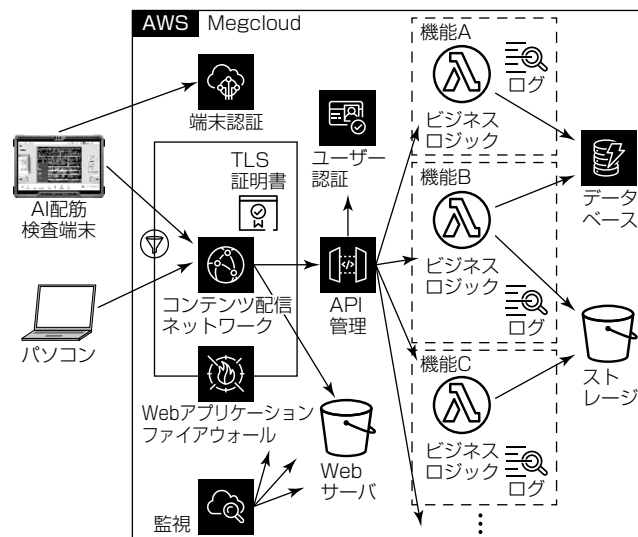 AWS Megcloud
端末認証
AI配筋
検査端末
パソコン
TLS
証明書
コンテンツ配信
ネットワーク
Webアプリケーション
ファイアウォール
監視
ユーザー
認証
API
管理
Web
サーバ
機能A
ログ
ビジネス
ロジック
機能B
ビジネス
ロジック
ログ
機能C
ビジネス
ロジック
ログ
⋮
データ
ベース
スト
レージ